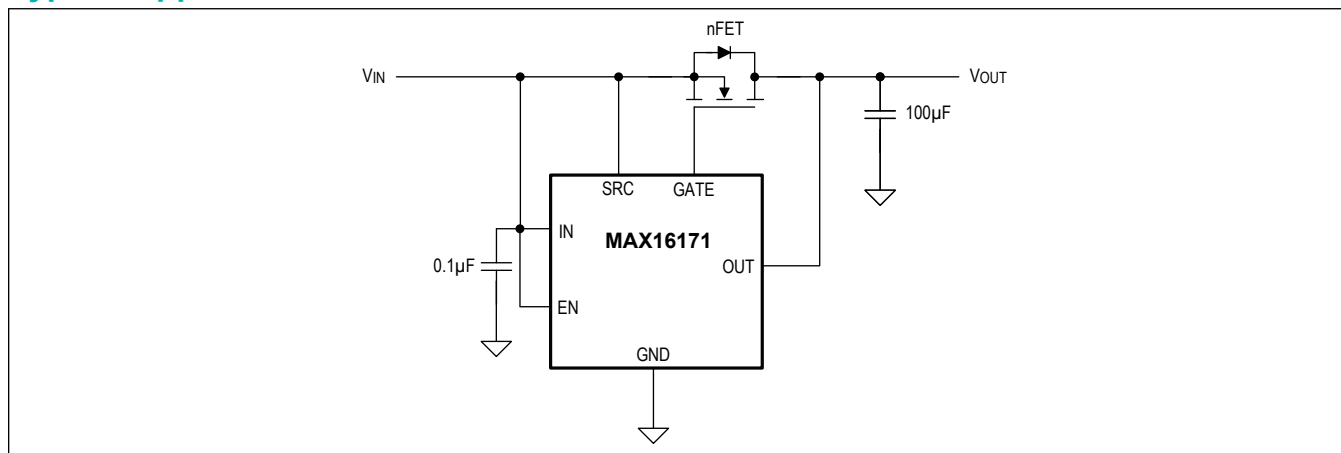 nFET
VIN
VOUT
100µF
SRC
GATE
IN
MAX16171
OUT
0.1µF
EN
GND